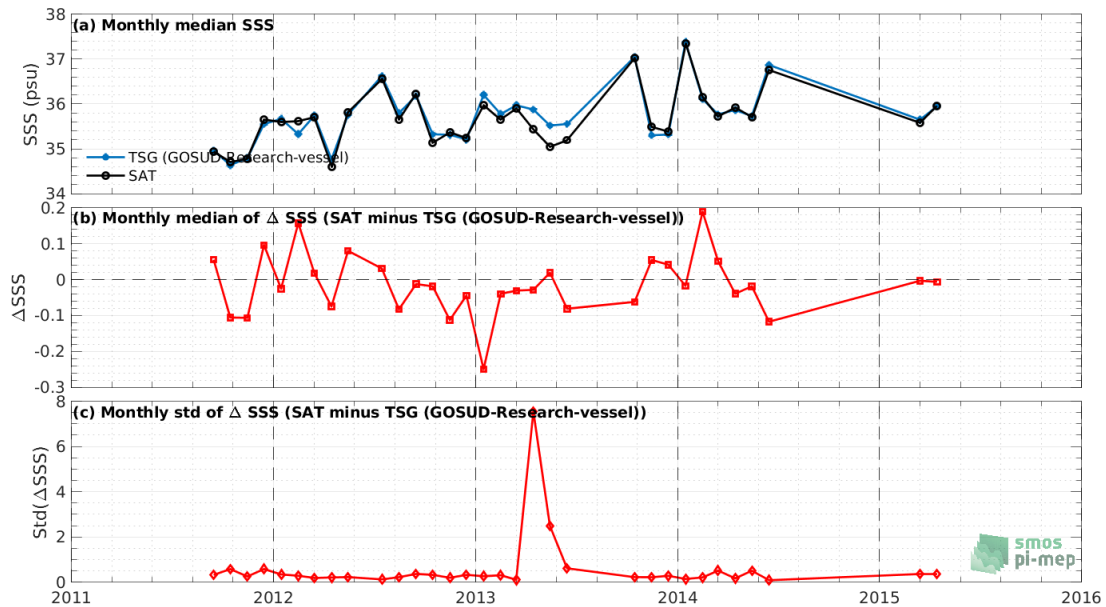 (a) Monthly median SSS
38
37
36
35
34
SSS (psu)
TSG (GOSUD-Research-vessel)
SAT
(b) Monthly median of Δ SSS (SAT minus TSG (GOSUD-Research-vessel))
0.2
0.1
0
-0.1
-0.2
-0.3
ΔSSS
(c) Monthly std of Δ SSS (SAT minus TSG (GOSUD-Research-vessel))
8
6
4
2
0
Std(ΔSSS)
smos
pi-mep
2011 2012 2013 2014 2015 2016